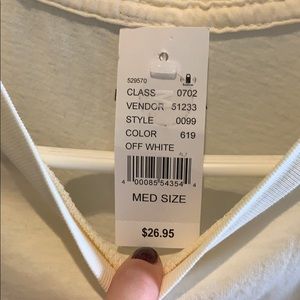 529570
CLASS 0702
VENDOR 51233
STYLE 0099
COLOR 619
OFF WHITE
4 00085 54354 4
MED SIZE
$26.95